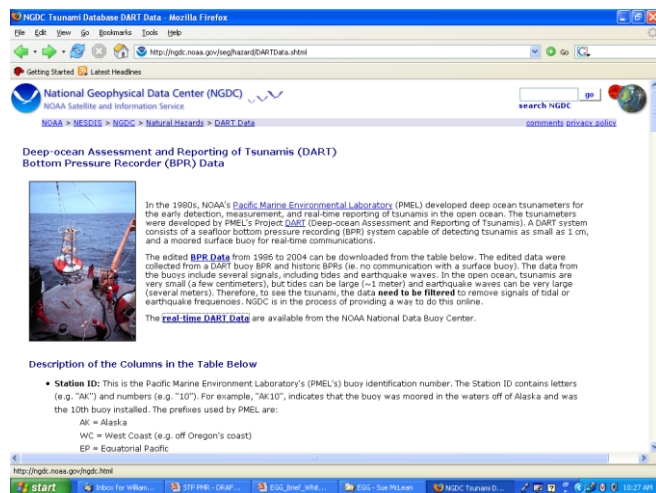 NGDC Tsunami Database DART Data - Mozilla Firefox
File Edit View Go Bookmarks Tools Help
http://ngdc.noaa.gov/seg/hazard/DARTData.shtml Go
Getting Started Latest Headlines
National Geophysical Data Center (NGDC)
NOAA Satellite and Information Service
go
search NGDC
NOAA > NESDIS > NGDC > Natural Hazards > DART Data comments privacy policy
Deep-ocean Assessment and Reporting of Tsunamis (DART)
Bottom Pressure Recorder (BPR) Data
In the 1980s, NOAA's Pacific Marine Environmental Laboratory (PMEL) developed deep ocean tsunameters for
the early detection, measurement, and real-time reporting of tsunamis in the open ocean. The tsunameters
were developed by PMEL's Project DART (Deep-ocean Assessment and Reporting of Tsunamis). A DART system
consists of a seafloor bottom pressure recording (BPR) system capable of detecting tsunamis as small as 1 cm,
and a moored surface buoy for real-time communications.
The edited BPR Data from 1986 to 2004 can be downloaded from the table below. The edited data were
collected from a DART buoy BPR and historic BPRs (ie. no communication with a surface buoy). The data from
the buoys include several signals, including tides and earthquake waves. In the open ocean, tsunamis are
very small (a few centimeters), but tides can be large (~1 meter) and earthquake waves can be very large
(several meters). Therefore, to see the tsunami, the data need to be filtered to remove signals of tidal or
earthquake frequencies. NGDC is in the process of providing a way to do this online.
The real-time DART Data are available from the NOAA National Data Buoy Center.
Description of the Columns in the Table Below
• Station ID: This is the Pacific Marine Environment Laboratory's (PMEL's) buoy identification number. The Station ID contains letters
(e.g. "AK") and numbers (e.g. "10"). For example, "AK10", indicates that the buoy was moored in the waters off of Alaska and was
the 10th buoy installed. The prefixes used by PMEL are:
AK = Alaska
WC = West Coast (e.g. off Oregon's coast)
EP = Equatorial Pacific
http://ngdc.noaa.gov/ngdc.html
start Inbox for William... STP PMR - DRAF... EGG_Brief_Whit... EGG - Sue McLean NGDC Tsunami D... 10:27 AM